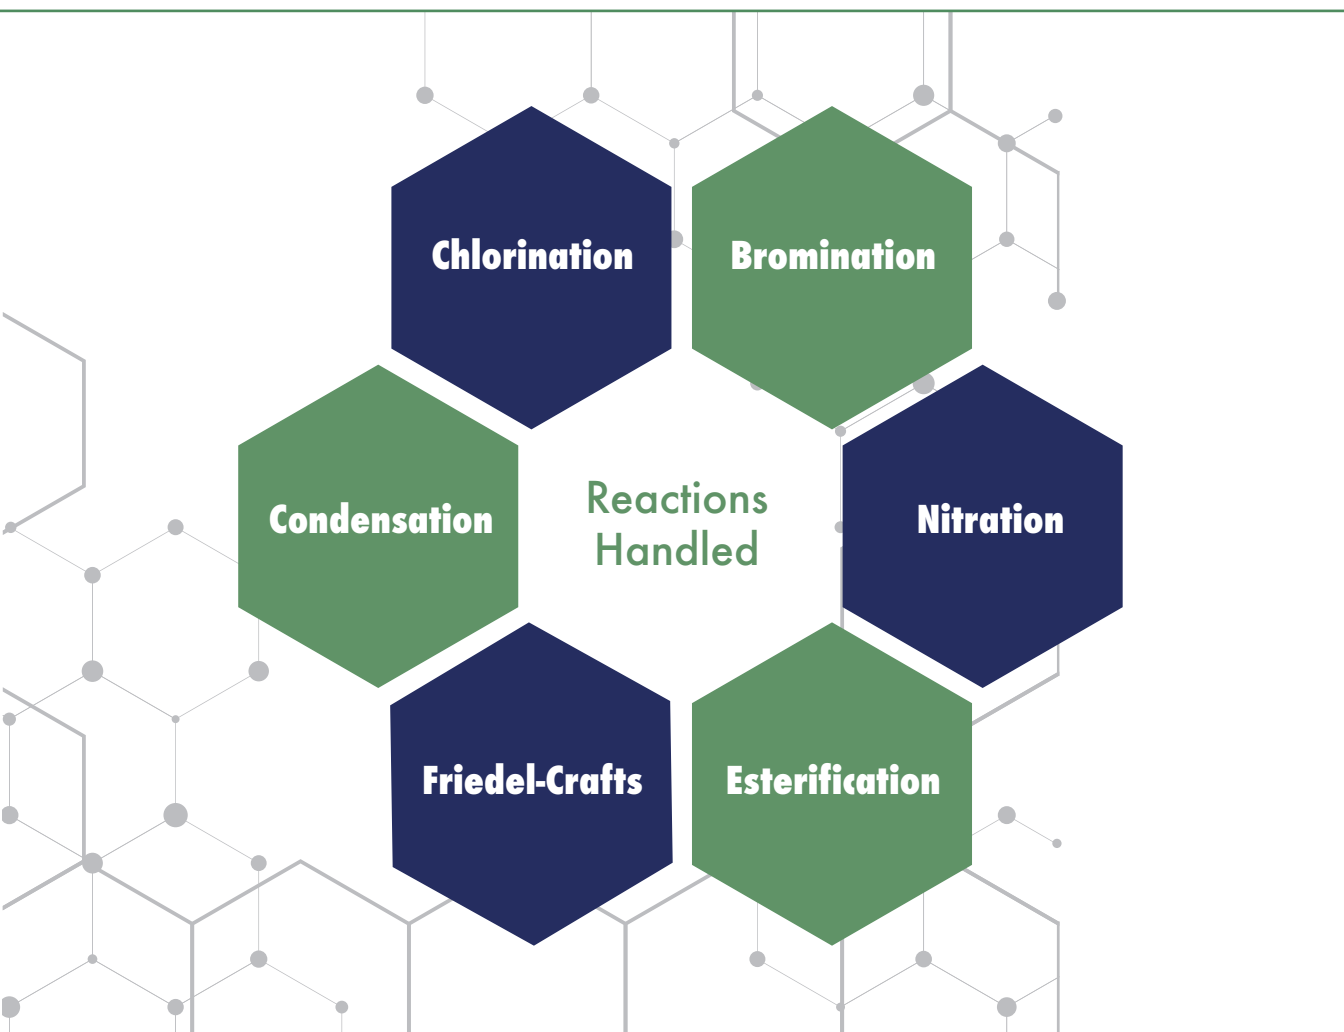 Chlorination
Bromination
Condensation
Reactions
Handled
Nitration
Friedel-Crafts
Esterification